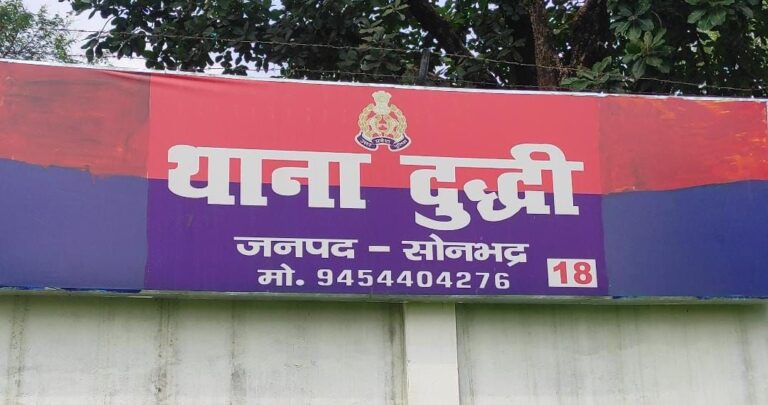 थाना दुद्धी
जनपद - सोनभद्र
मो. 9454404276
18